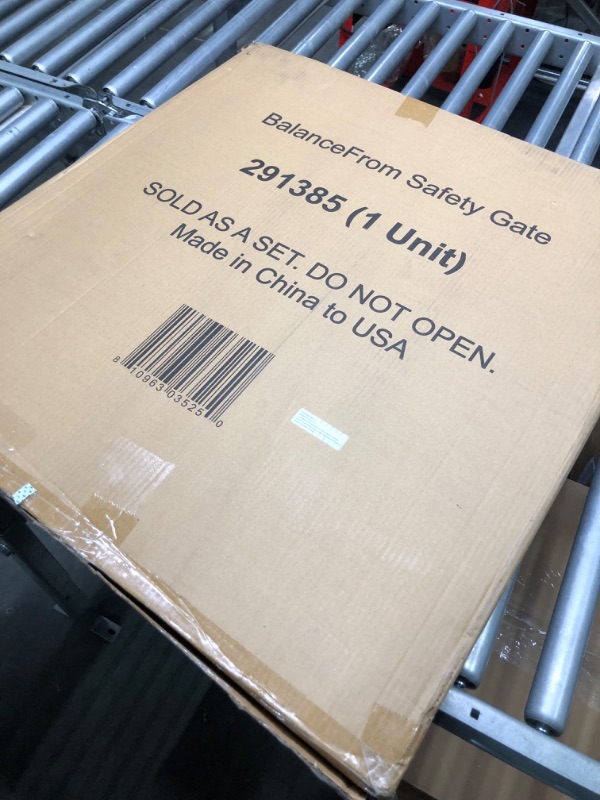 BalanceFrom Safety Gate
291385 (1 Unit)
SOLD AS A SET. DO NOT OPEN.
Made in China to USA
8 10963 03525 0